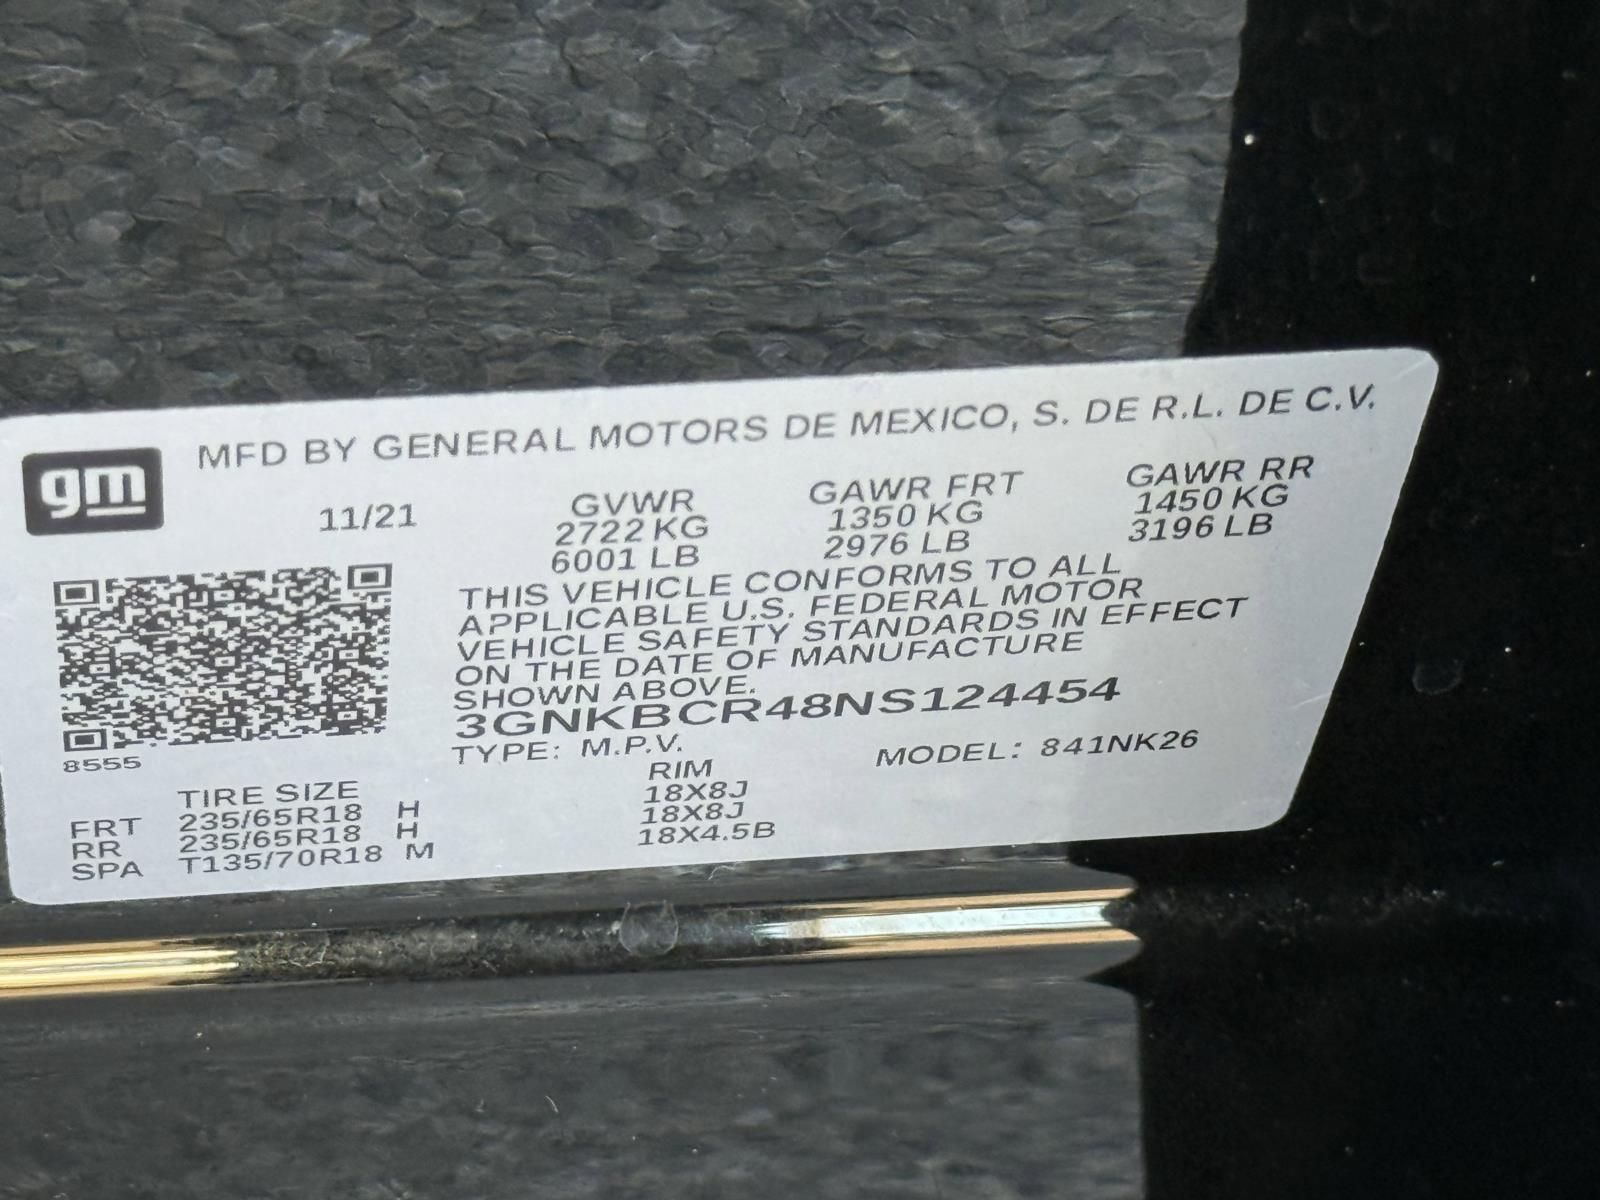 MFD BY GENERAL MOTORS DE MEXICO, S. DE R.L. DE C.V.
gm
11/21
GVWR
2722 KG
6001 LB
GAWR FRT
1350 KG
2976 LB
GAWR RR
1450 KG
3196 LB
THIS VEHICLE CONFORMS TO ALL
APPLICABLE U.S. FEDERAL MOTOR
VEHICLE SAFETY STANDARDS IN EFFECT
ON THE DATE OF MANUFACTURE
SHOWN ABOVE.
3GNKBCR48NS124454
TYPE: M.P.V.
MODEL: 841NK26
8555
TIRE SIZE RIM
FRT 235/65R18 H 18X8J
RR 235/65R18 H 18X8J
SPA T135/70R18 M 18X4.5B